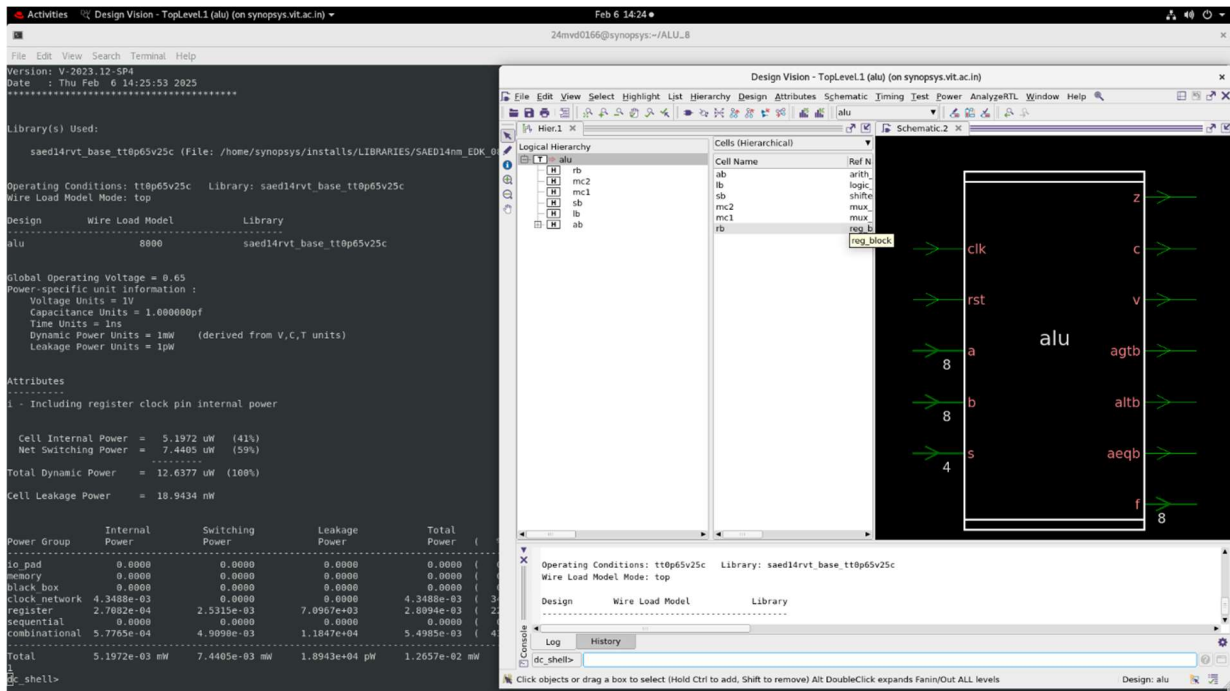 Activities Design Vision - TopLevel.1 (alu) (on synopsys.vit.ac.in) Feb 6 14:24
24mvd0166@synopsys:~/ALU_8
File Edit View Search Terminal Help
Version: V-2023.12-SP4
Date : Thu Feb 6 14:25:53 2025
****************************************
Library(s) Used:
saed14rvt_base_tt0p65v25c (File: /home/synopsys/installs/LIBRARIES/SAED14nm_EDK_0
Operating Conditions: tt0p65v25c Library: saed14rvt_base_tt0p65v25c
Wire Load Model Mode: top
Design Wire Load Model Library
------------------------------------------------
alu 8000 saed14rvt_base_tt0p65v25c
Global Operating Voltage = 0.65
Power-specific unit information :
Voltage Units = 1V
Capacitance Units = 1.000000pf
Time Units = 1ns
Dynamic Power Units = 1mW (derived from V,C,T units)
Leakage Power Units = 1pW
Attributes
----------
i - Including register clock pin internal power
Cell Internal Power = 5.1972 uW (41%)
Net Switching Power = 7.4405 uW (59%)
---------
Total Dynamic Power = 12.6377 uW (100%)
Cell Leakage Power = 18.9434 nW
Internal Switching Leakage Total
Power Group Power Power Power Power (
io_pad 0.0000 0.0000 0.0000 0.0000 (
memory 0.0000 0.0000 0.0000 0.0000 (
black_box 0.0000 0.0000 0.0000 0.0000 (
clock_network 4.3488e-03 0.0000 0.0000 4.3488e-03 ( 34
register 2.7082e-04 2.5315e-03 7.0967e+03 2.8094e-03 ( 22
sequential 0.0000 0.0000 0.0000 0.0000 (
combinational 5.7765e-04 4.9090e-03 1.1847e+04 5.4985e-03 ( 43
Total 5.1972e-03 mW 7.4405e-03 mW 1.8943e+04 pW 1.2657e-02 mW
1
dc_shell>
Design Vision - TopLevel.1 (alu) (on synopsys.vit.ac.in)
File Edit View Select Highlight List Hierarchy Design Attributes Schematic Timing Test Power AnalyzeRTL Window Help
alu
Hier.1
Logical Hierarchy
alu
rb
mc2
mc1
sb
lb
ab
Cells (Hierarchical)
Cell Name Ref N
ab arith_
lb logic_
sb shifte
mc2 mux_
mc1 mux_
rb reg_b
reg_block
Schematic.2
z
clk c
rst v
alu
a agtb
8
b altb
8
s aeqb
4
f
8
Operating Conditions: tt0p65v25c Library: saed14rvt_base_tt0p65v25c
Wire Load Model Mode: top
Design Wire Load Model Library
------------------------------------------------
Console
Log History
dc_shell>
Click objects or drag a box to select (Hold Ctrl to add, Shift to remove) Alt DoubleClick expands Fanin/Out ALL levels Design: alu